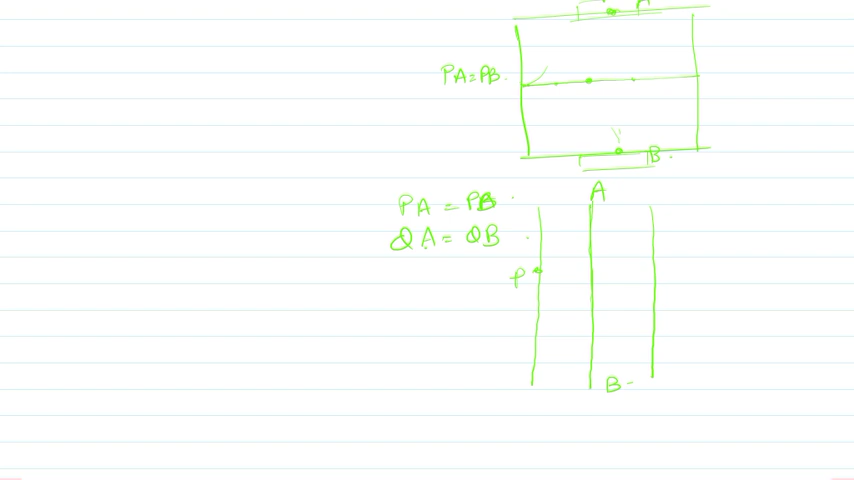 A
PA = PB.
B.
PA = PB.
QA = QB.
A
P
B